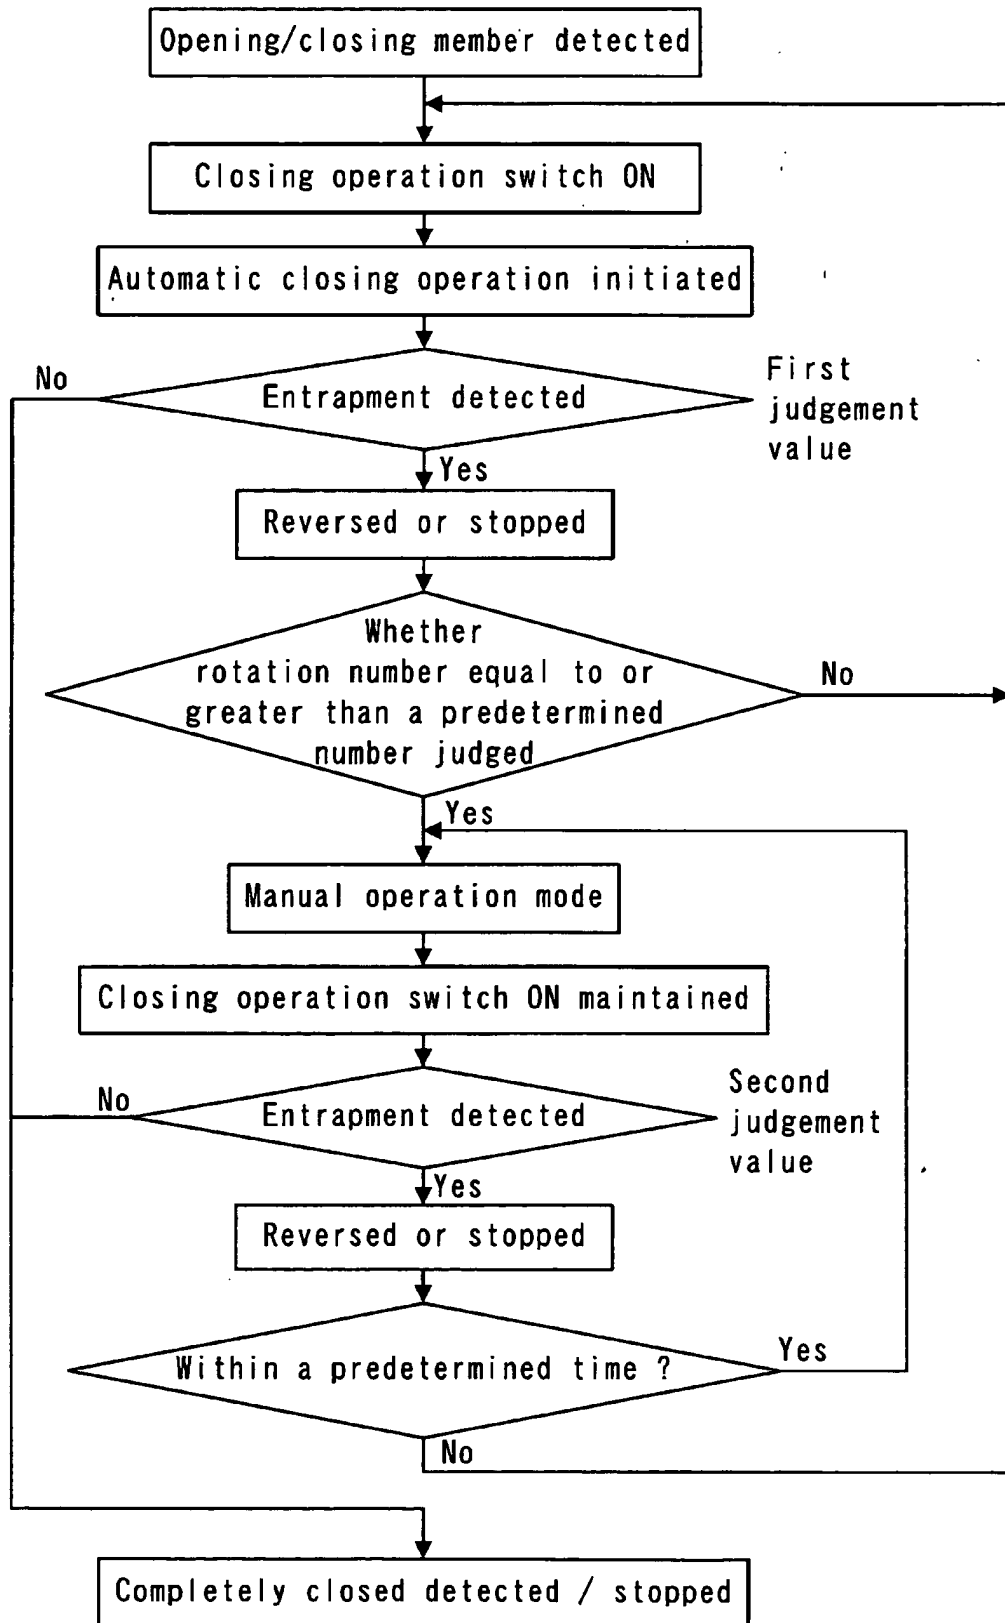 Opening/closing member detected
Closing operation switch ON
Automatic closing operation initiated
No
Entrapment detected
First
judgement
value
Yes
Reversed or stopped
Whether
rotation number equal to or
greater than a predetermined
number judged
No
Yes
Manual operation mode
Closing operation switch ON maintained
No
Entrapment detected
Second
judgement
value
Yes
Reversed or stopped
Within a predetermined time ?
Yes
No
Completely closed detected / stopped